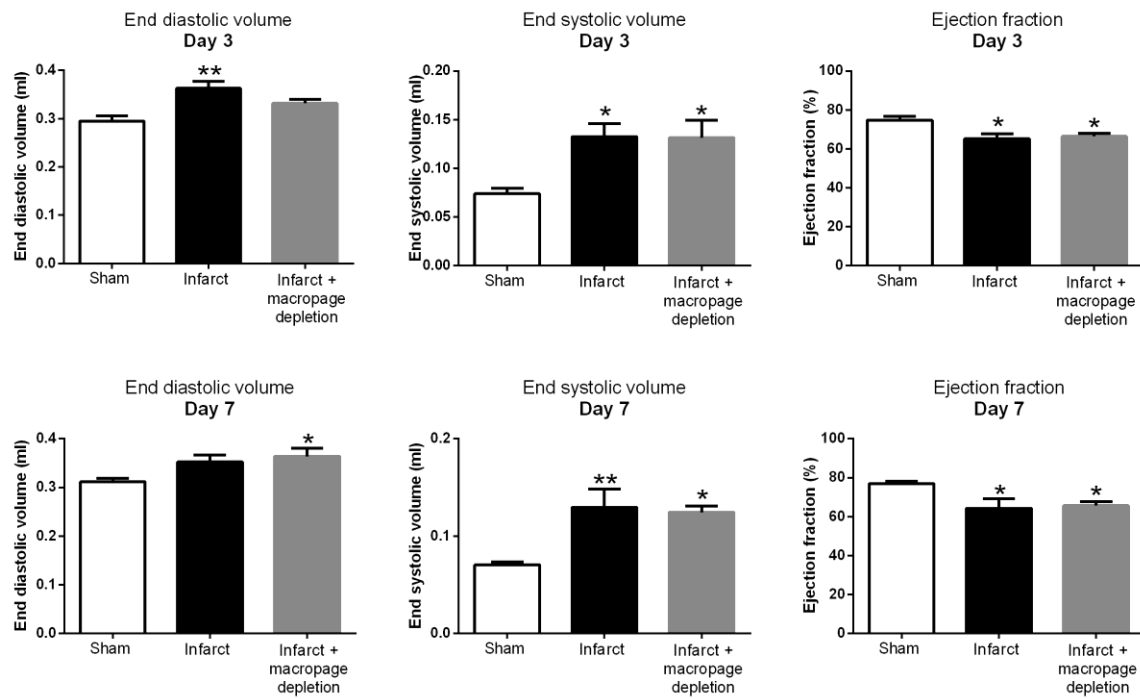 End diastolic volume
Day 3
End diastolic volume (ml)
0.4
0.3
0.2
0.1
0.0
**
Sham
Infarct
Infarct +
macropage
depletion
End systolic volume
Day 3
End systolic volume (ml)
0.20
0.15
0.10
0.05
0.00
*
*
Sham
Infarct
Infarct +
macropage
depletion
Ejection fraction
Day 3
Ejection fraction (%)
100
80
60
40
20
0
*
*
Sham
Infarct
Infarct +
macropage
depletion
End diastolic volume
Day 7
End diastolic volume (ml)
0.4
0.3
0.2
0.1
0.0
*
Sham
Infarct
Infarct +
macropage
depletion
End systolic volume
Day 7
End systolic volume (ml)
0.2
0.1
0.0
**
*
Sham
Infarct
Infarct +
macropage
depletion
Ejection fraction
Day 7
Ejection fraction (%)
100
80
60
40
20
0
*
*
Sham
Infarct
Infarct +
macropage
depletion